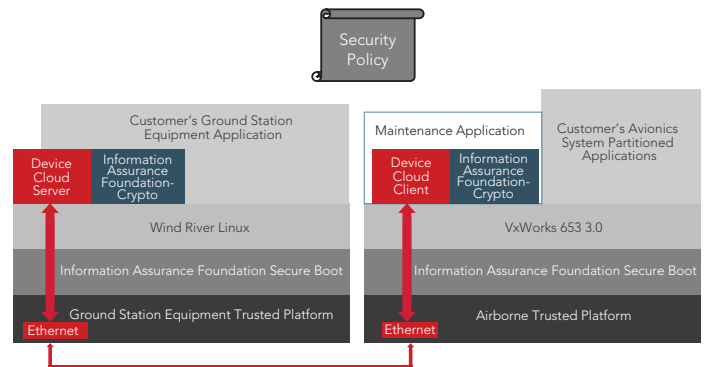 Security
Policy
Customer's Ground Station
Equipment Application
Device
Cloud
Server
Information
Assurance
Foundation-
Crypto
Wind River Linux
Information Assurance Foundation Secure Boot
Ground Station Equipment Trusted Platform
Ethernet
Maintenance Application
Customer's Avionics
System Partitioned
Applications
Device
Cloud
Client
Information
Assurance
Foundation-
Crypto
VxWorks 653 3.0
Information Assurance Foundation Secure Boot
Airborne Trusted Platform
Ethernet